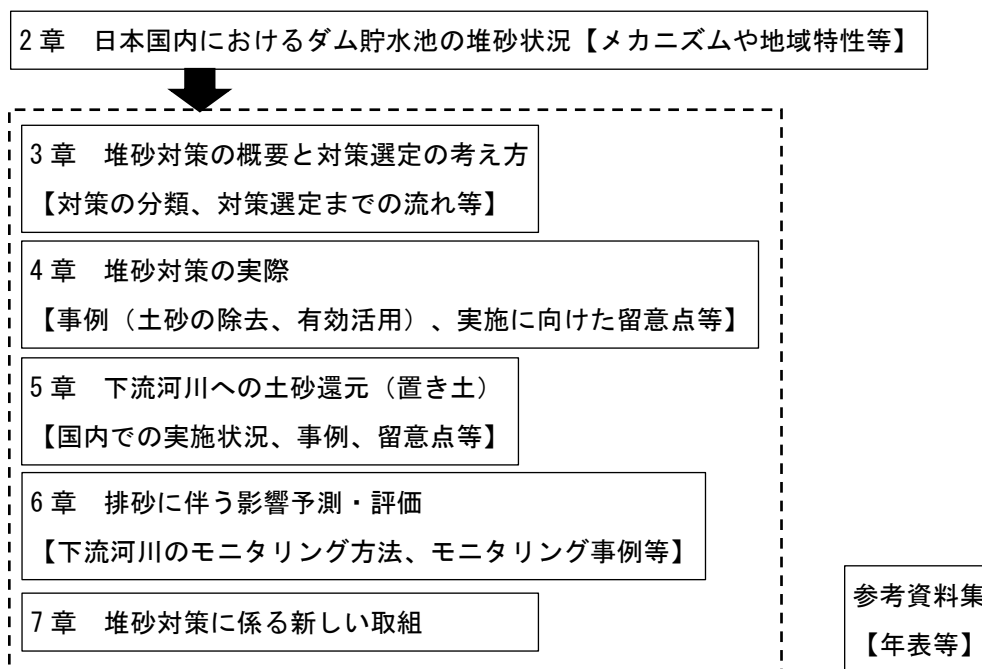 2章　日本国内におけるダム貯水池の堆砂状況【メカニズムや地域特性等】
3章　堆砂対策の概要と対策選定の考え方
【対策の分類、対策選定までの流れ等】
4章　堆砂対策の実際
【事例（土砂の除去、有効活用）、実施に向けた留意点等】
5章　下流河川への土砂還元（置き土）
【国内での実施状況、事例、留意点等】
6章　排砂に伴う影響予測・評価
【下流河川のモニタリング方法、モニタリング事例等】
7章　堆砂対策に係る新しい取組
参考資料集
【年表等】